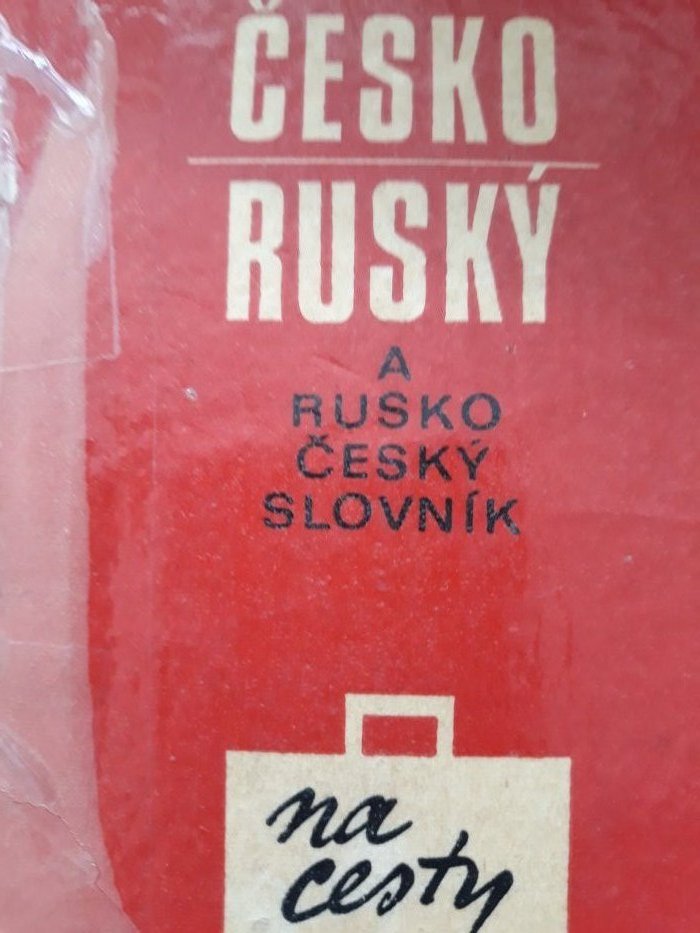 ČESKO
RUSKÝ
A
RUSKO
ČESKÝ
SLOVNÍK
na
cesty